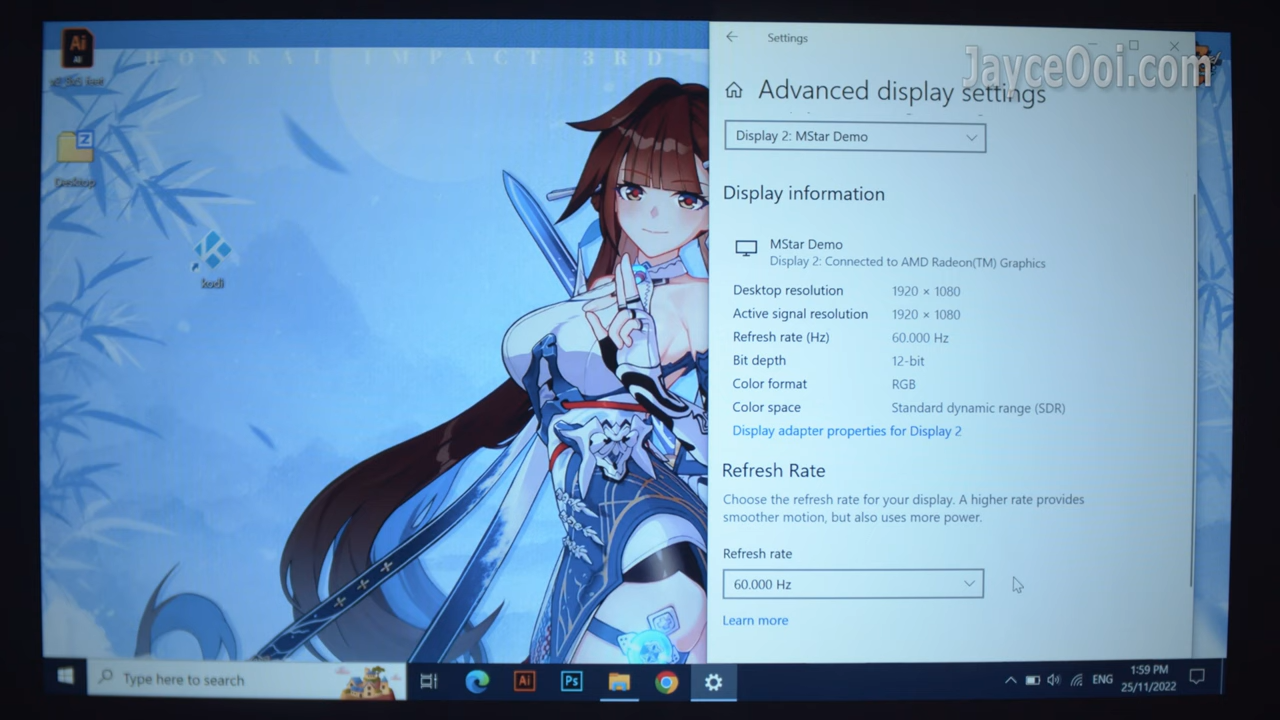 Ai
Ai
Desktop
kodi
HONKAI IMPACT 3RD
JayceOoi.com
Settings
Advanced display settings
Display 2: MStar Demo
Display information
MStar Demo
Display 2: Connected to AMD Radeon(TM) Graphics
Desktop resolution 1920 × 1080
Active signal resolution 1920 × 1080
Refresh rate (Hz) 60.000 Hz
Bit depth 12-bit
Color format RGB
Color space Standard dynamic range (SDR)
Display adapter properties for Display 2
Refresh Rate
Choose the refresh rate for your display. A higher rate provides
smoother motion, but also uses more power.
Refresh rate
60.000 Hz
Learn more
Type here to search
Ai
Ps
ENG
1:59 PM
25/11/2022